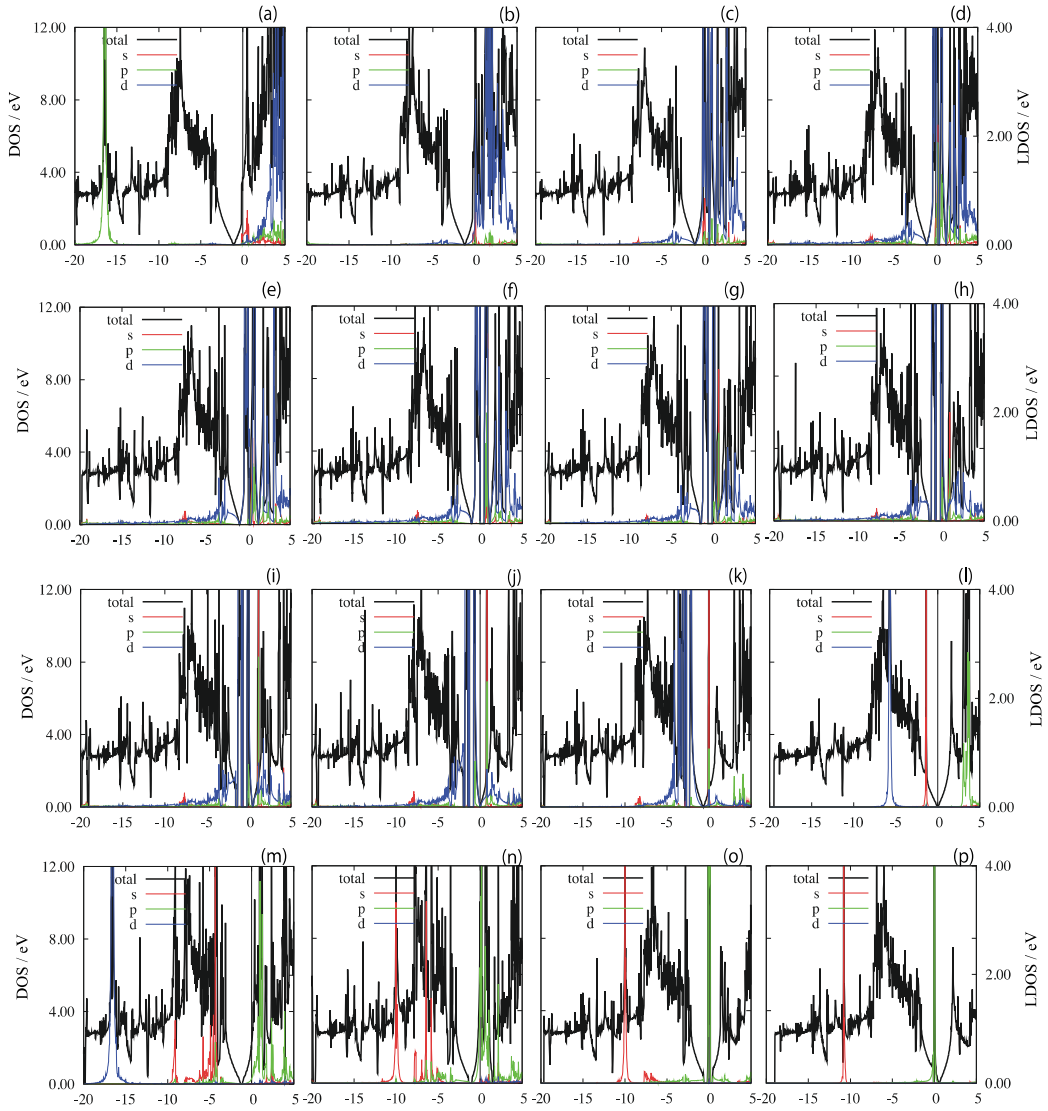 (a) (b) (c) (d)
12.00 8.00 4.00 0.00
DOS / eV
total total total total
s s s s
p p p p
d d d d
4.00 2.00 0.00
LDOS / eV
-20 -15 -10 -5 0 5 -20 -15 -10 -5 0 5 -20 -15 -10 -5 0 5 -20 -15 -10 -5 0 5
(e) (f) (g) (h)
12.00 8.00 4.00 0.00
DOS / eV
total total total total
s s s s
p p p p
d d d d
4.00 2.00 0.00
LDOS / eV
-20 -15 -10 -5 0 5 -20 -15 -10 -5 0 5 -20 -15 -10 -5 0 5 -20 -15 -10 -5 0 5
(i) (j) (k) (l)
12.00 8.00 4.00 0.00
DOS / eV
total total total total
s s s s
p p p p
d d d d
4.00 2.00 0.00
LDOS / eV
-20 -15 -10 -5 0 5 -20 -15 -10 -5 0 5 -20 -15 -10 -5 0 5 -20 -15 -10 -5 0 5
(m) (n) (o) (p)
12.00 8.00 4.00 0.00
DOS / eV
total total total total
s s s s
p p p p
d d d d
4.00 2.00 0.00
LDOS / eV
-20 -15 -10 -5 0 5 -20 -15 -10 -5 0 5 -20 -15 -10 -5 0 5 -20 -15 -10 -5 0 5